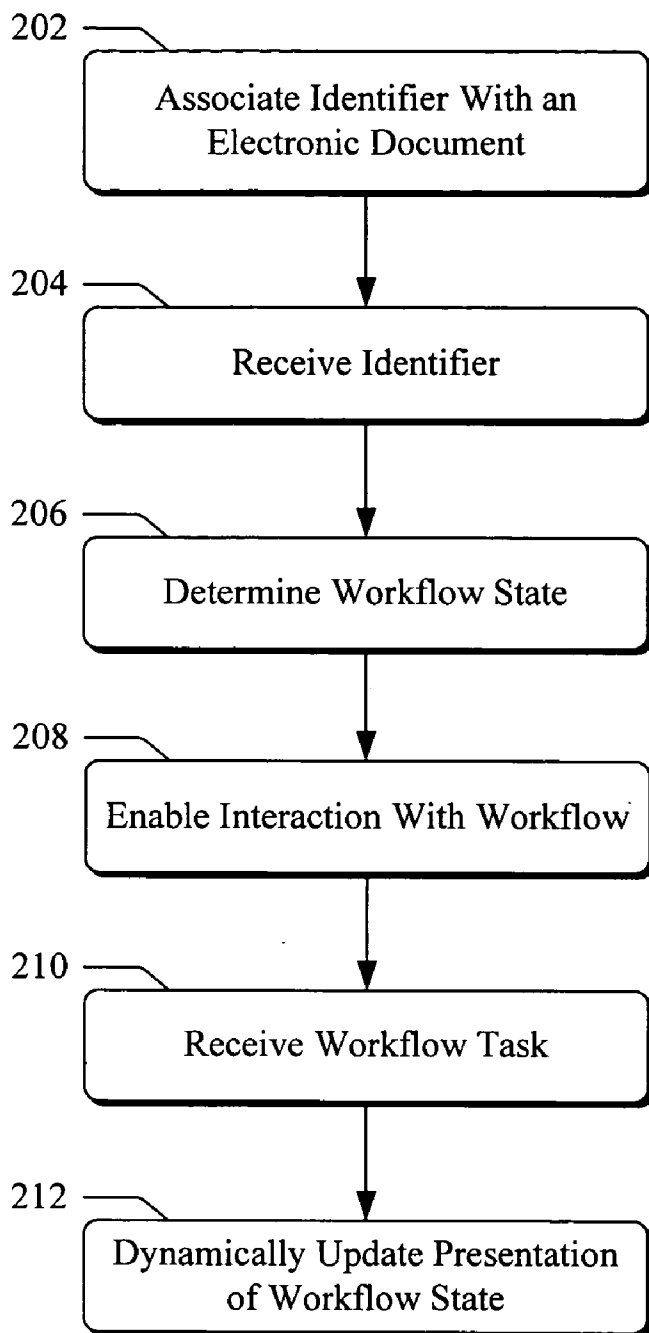 202
Associate Identifier With an
Electronic Document
204
Receive Identifier
206
Determine Workflow State
208
Enable Interaction With Workflow
210
Receive Workflow Task
212
Dynamically Update Presentation
of Workflow State